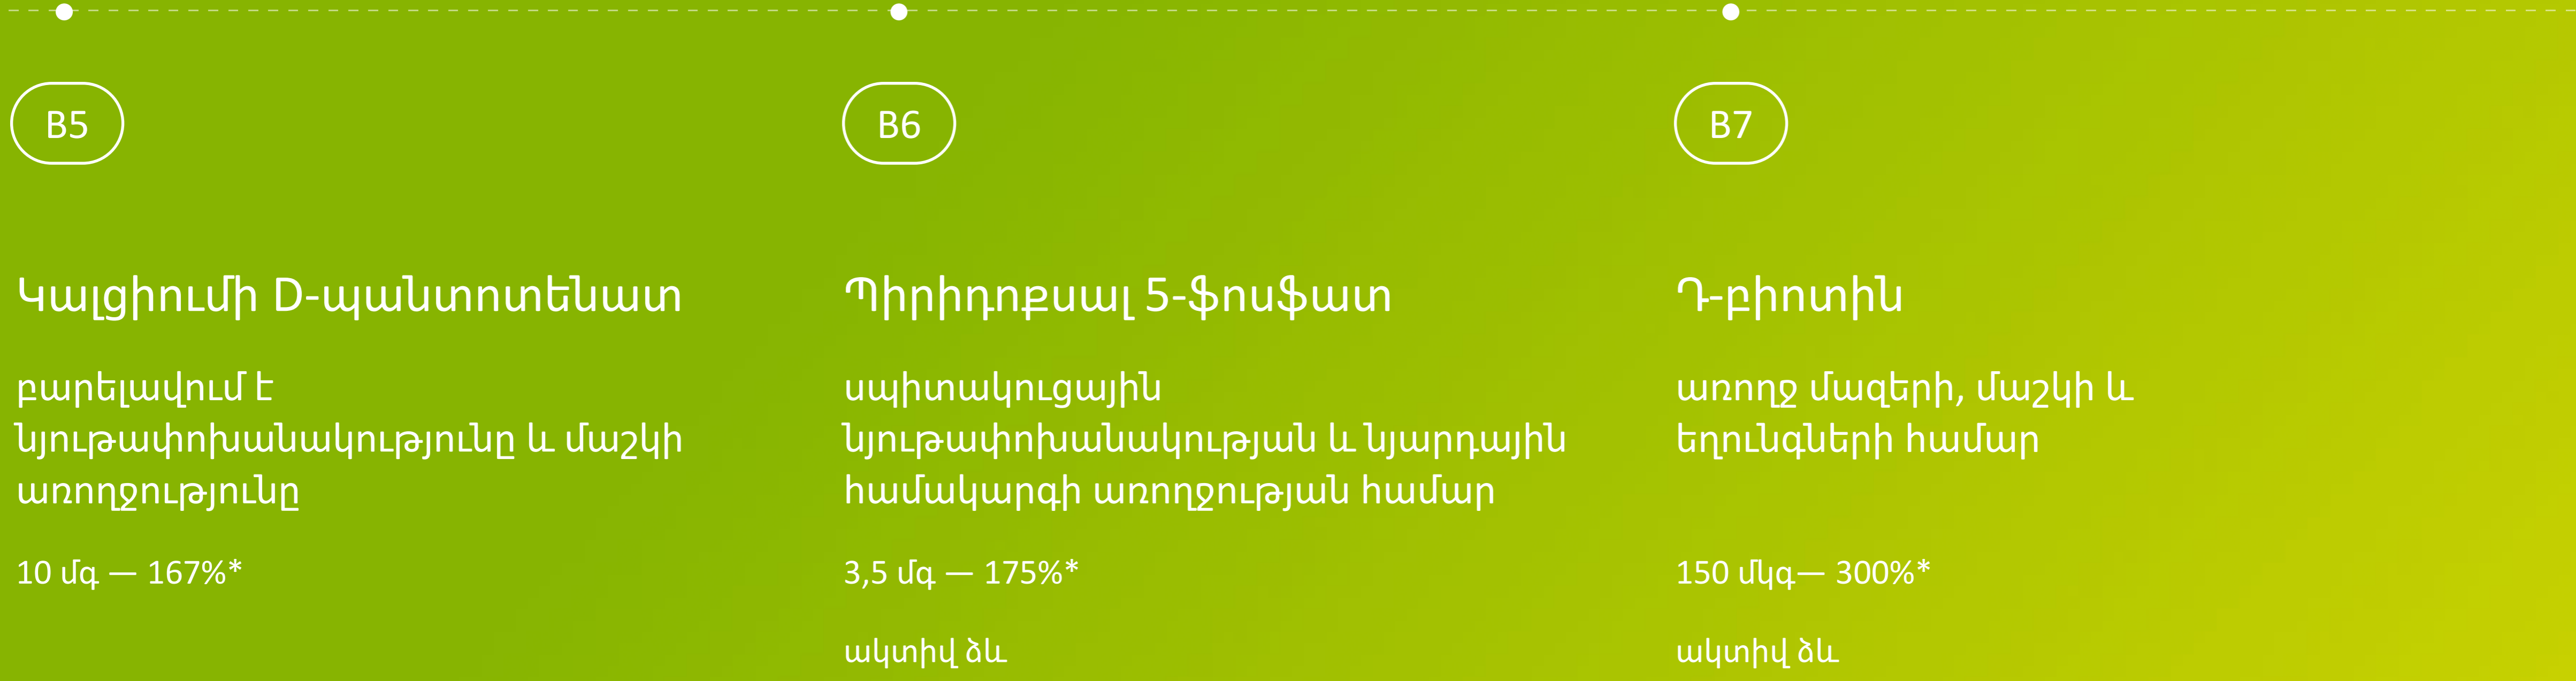 B5
Կալցիումի D-պանտոտենատ
բարելավում է
նյութափոխանակությունը և մաշկի
առողջությունը
10 մգ — 167%*
B6
Պիրիդոքսալ 5-ֆոսֆատ
սպիտակուցային
նյութափոխանակության և նյարդային
համակարգի առողջության համար
3,5 մգ — 175%*
ակտիվ ձև
B7
Դ-բիոտին
առողջ մազերի, մաշկի և
եղունգների համար
150 մկգ— 300%*
ակտիվ ձև